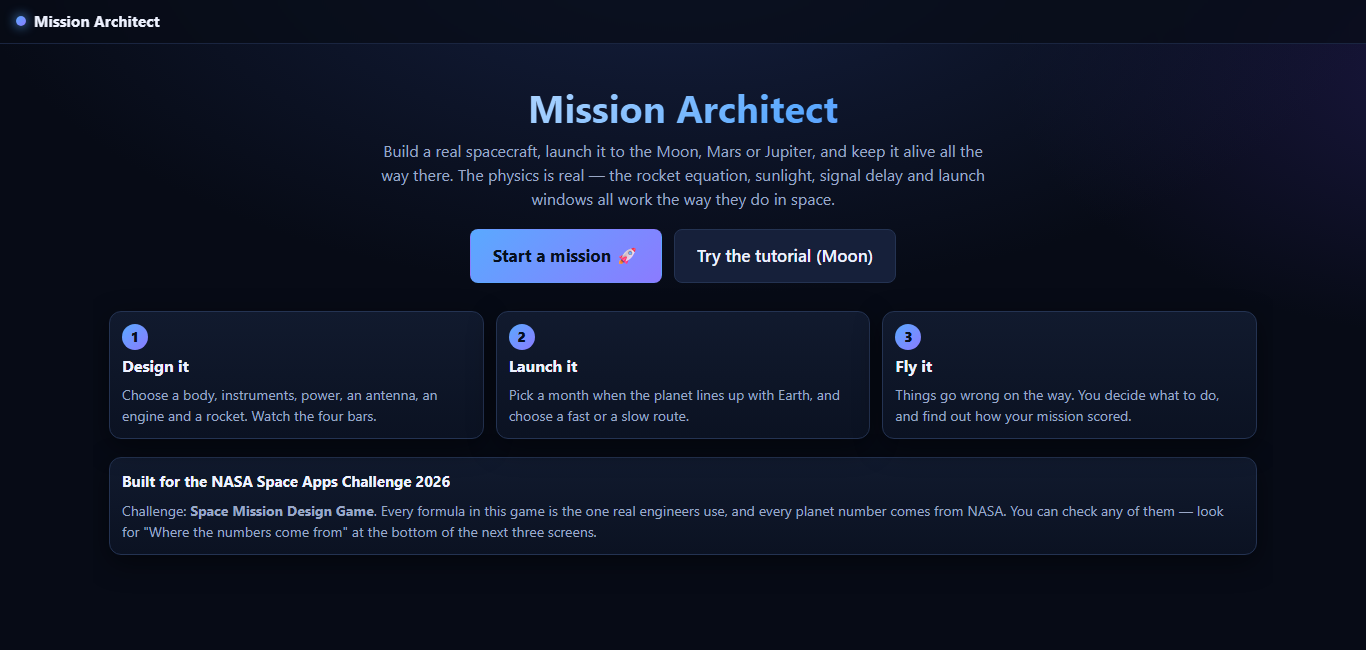 Mission Architect
Mission Architect
Build a real spacecraft, launch it to the Moon, Mars or Jupiter, and keep it alive all the
way there. The physics is real — the rocket equation, sunlight, signal delay and launch
windows all work the way they do in space.
Start a mission 🚀
Try the tutorial (Moon)
1
Design it
Choose a body, instruments, power, an antenna, an
engine and a rocket. Watch the four bars.
2
Launch it
Pick a month when the planet lines up with Earth, and
choose a fast or a slow route.
3
Fly it
Things go wrong on the way. You decide what to do,
and find out how your mission scored.
Built for the NASA Space Apps Challenge 2026
Challenge: Space Mission Design Game. Every formula in this game is the one real engineers use, and every planet number comes from NASA. You can check any of them — look
for "Where the numbers come from" at the bottom of the next three screens.